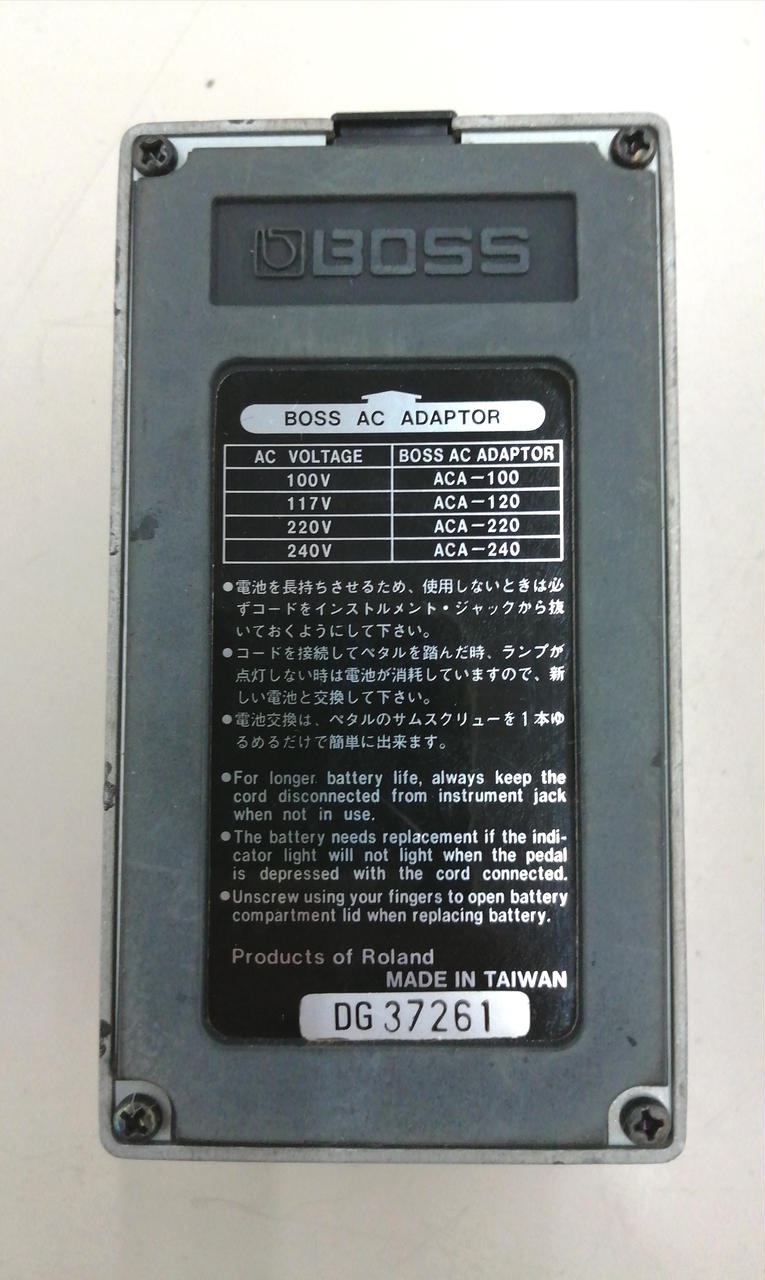 BOSS
BOSS AC ADAPTOR
AC VOLTAGE BOSS AC ADAPTOR
100V ACA-100
117V ACA-120
220V ACA-220
240V ACA-240
●電池を長持ちさせるため、使用しないときは必
ずコードをインストルメント・ジャックから抜
いておくようにして下さい。
●コードを接続してペタルを踏んだ時、ランプが
点灯しない時は電池が消耗していますので、新
しい電池と交換して下さい。
●電池交換は、ペタルのサムスクリューを1本ゆ
るめるだけで簡単に出来ます。
●For longer battery life, always keep the
cord disconnected from instrument jack
when not in use.
●The battery needs replacement if the indi-
cator light will not light when the pedal
is depressed with the cord connected.
●Unscrew using your fingers to open battery
compartment lid when replacing battery.
Products of Roland
MADE IN TAIWAN
DG 37261